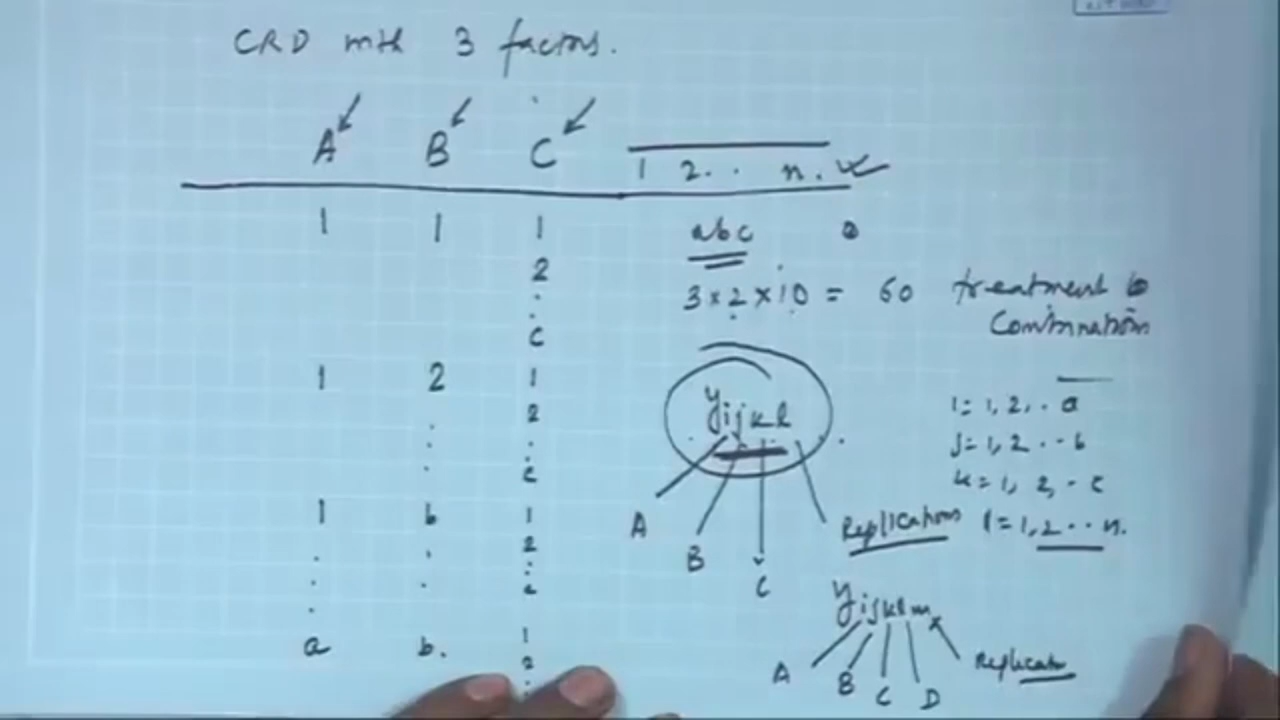 CRD with 3 factors.
A B C
1 2 . . n.
1 1 1 abc
2
3 x 2 x 10 = 60 treatment
combination
.
c
1 2 1
2
.
c
yijkl
i = 1, 2, . . a
j = 1, 2 . . . b
k = 1, 2, . c
l = 1, 2 . . n.
A
B
C
Replications
1 b 1
2
:
c
yijklm
A B C D Replication
a b. 1
2
.